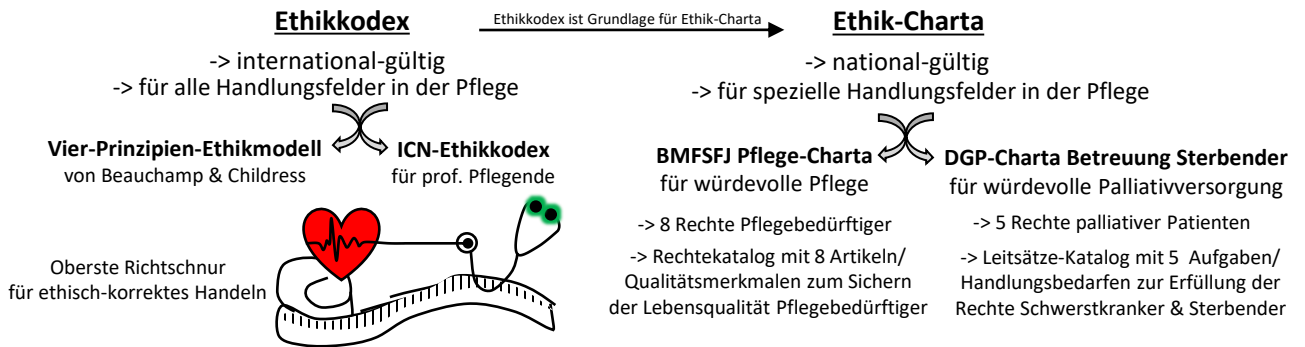 Ethikkodex
Ethikkodex ist Grundlage für Ethik-Charta
Ethik-Charta
-> international-gültig
-> für alle Handlungsfelder in der Pflege
Vier-Prinzipien-Ethikmodell
von Beauchamp & Childress
ICN-Ethikkodex
für prof. Pflegende
Oberste Richtschnur
für ethisch-korrektes Handeln
-> national-gültig
-> für spezielle Handlungsfelder in der Pflege
BMFSFJ Pflege-Charta
für würdevolle Pflege
-> 8 Rechte Pflegebedürftiger
-> Rechtekatalog mit 8 Artikeln/
Qualitätsmerkmalen zum Sichern
der Lebensqualität Pflegebedürftiger
DGP-Charta Betreuung Sterbender
für würdevolle Palliativversorgung
-> 5 Rechte palliativer Patienten
-> Leitsätze-Katalog mit 5 Aufgaben/
Handlungsbedarfen zur Erfüllung der
Rechte Schwerstkranker & Sterbender